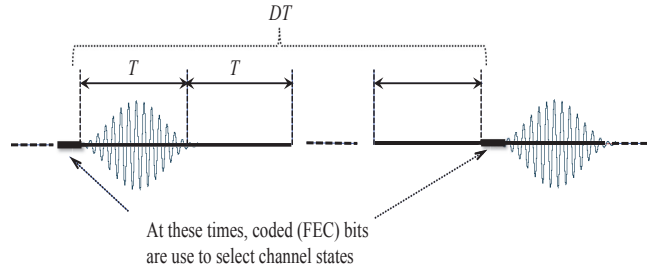 DT
T T
At these times, coded (FEC) bits
are use to select channel states